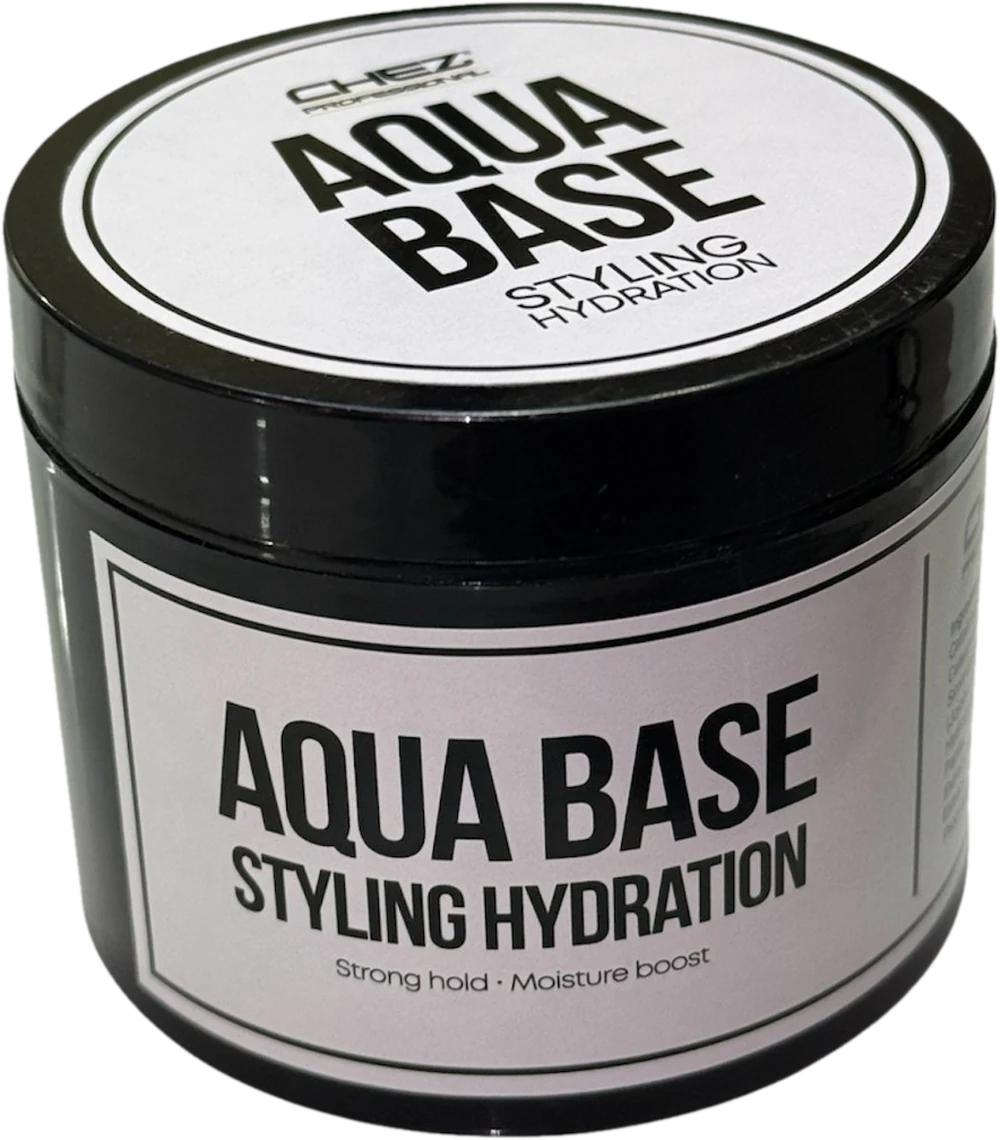 CHEZ
PROFESSIONAL
AQUA
BASE
STYLING
HYDRATION
AQUA BASE
STYLING HYDRATION
Strong hold · Moisture boost